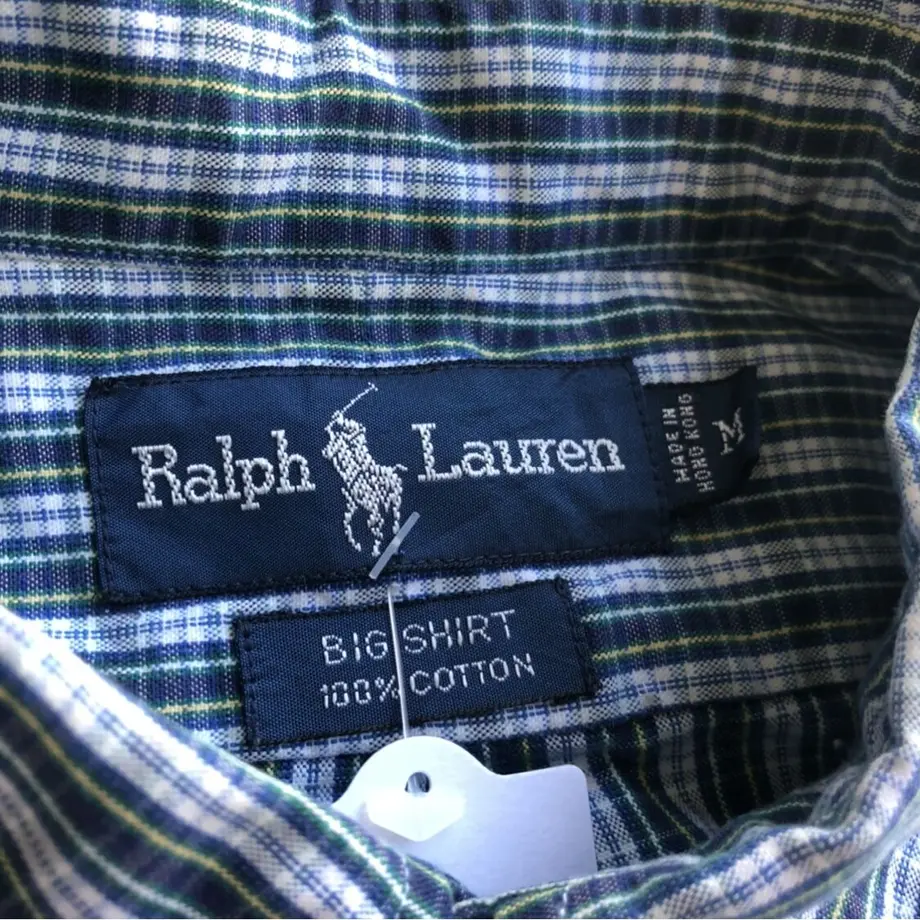 Ralph Lauren
MADE IN
HONG KONG
M
BIG SHIRT
100% COTTON